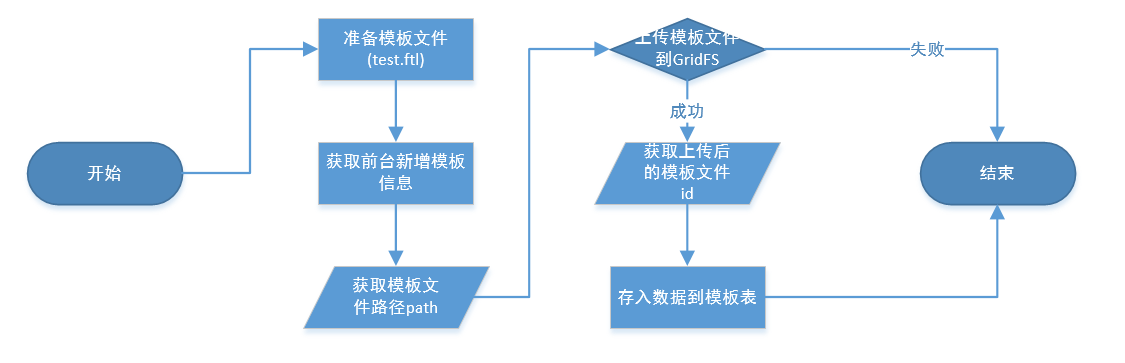 开始
准备模板文件
(test.ftl)
获取前台新增模板
信息
获取模板文
件路径path
上传模板文件
到GridFS
失败
成功
获取上传后
的模板文件
id
存入数据到模板表
结束